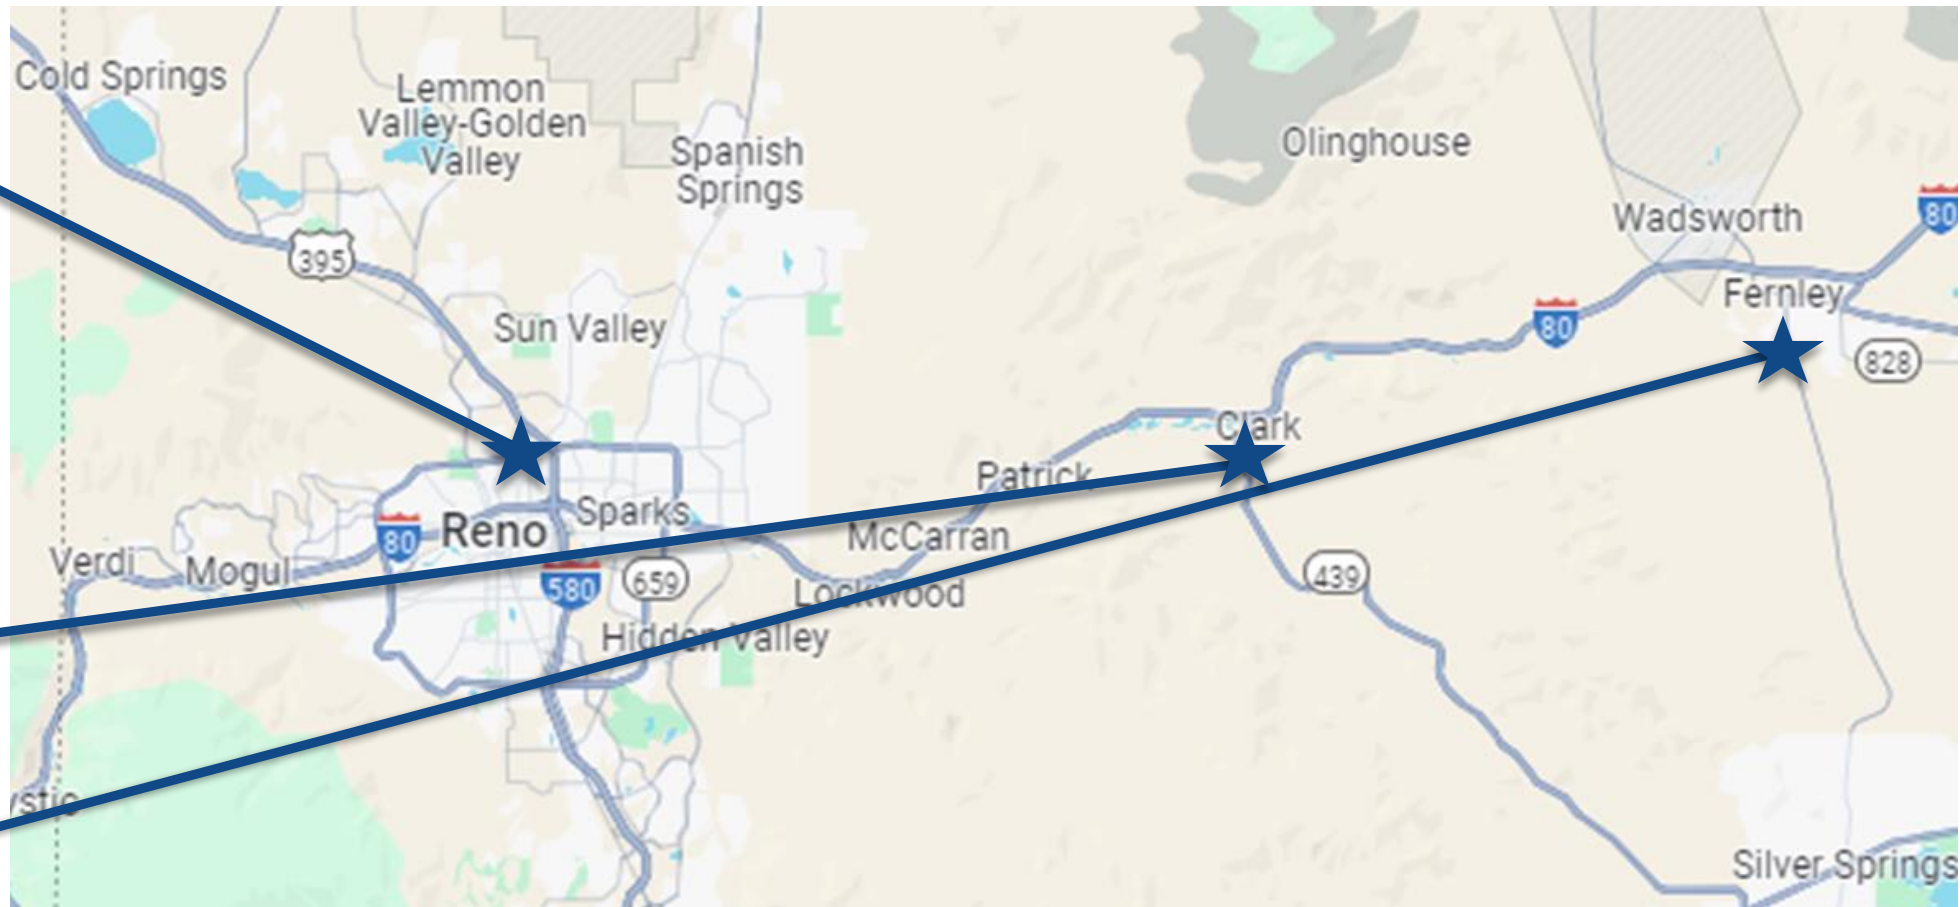 Cold Springs
Lemmon
Valley-Golden
Valley
Spanish
Springs
Olinghouse
Wadsworth
80
395
Fernley
Sun Valley
80
828
Clark
Patrick
Sparks
Reno
80
McCarran
Verdi
Mogul
580
659
Lockwood
439
Hidden Valley
ystic
Silver Springs